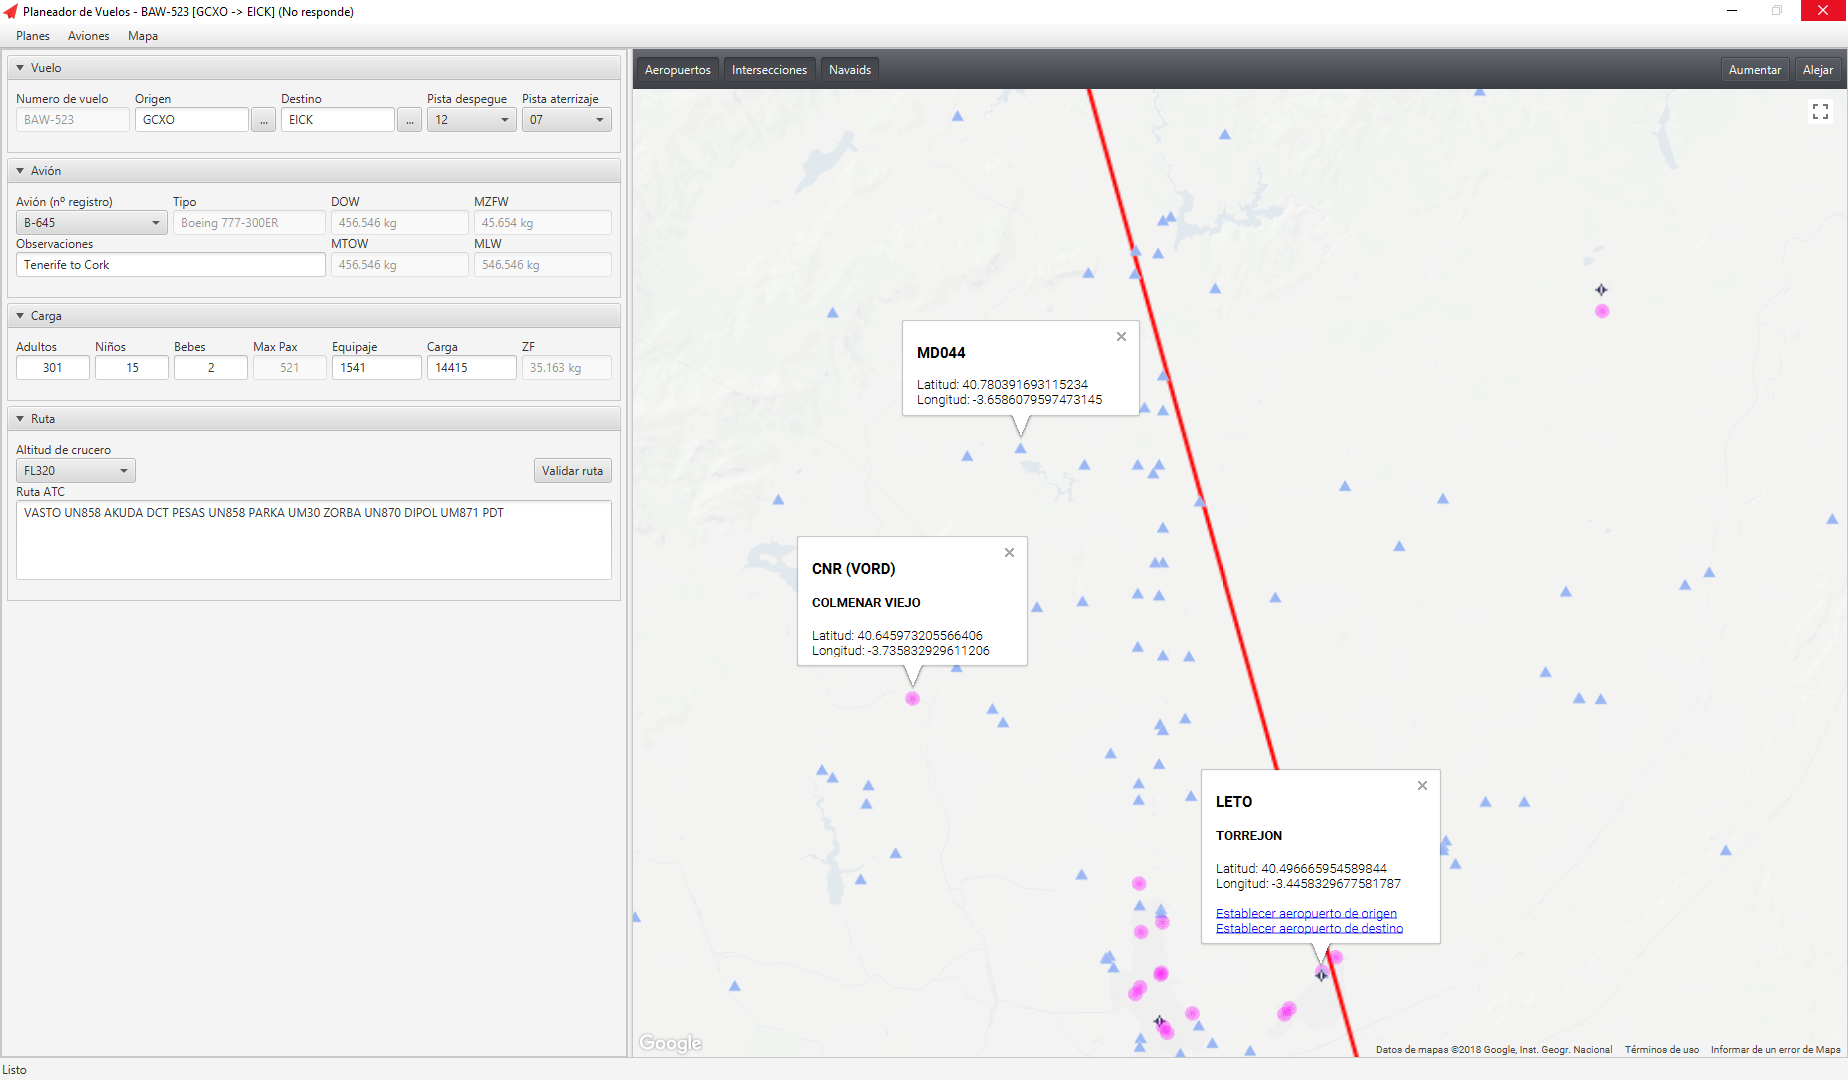 Planeador de Vuelos - BAW-523 [GCXO -> EICK] (No responde)
Planes Aviones Mapa
Vuelo
Numero de vuelo Origen Destino Pista despegue Pista aterrizaje
BAW-523 GCXO ... EICK ... 12 07
Avión
Avión (nº registro) Tipo DOW MZFW
B-645 Boeing 777-300ER 456.546 kg 45.654 kg
Observaciones MTOW MLW
Tenerife to Cork 456.546 kg 546.546 kg
Carga
Adultos Niños Bebes Max Pax Equipaje Carga ZF
301 15 2 521 1541 14415 35.163 kg
Ruta
Altitud de crucero
FL320 Validar ruta
Ruta ATC
VASTO UN858 AKUDA DCT PESAS UN858 PARKA UM30 ZORBA UN870 DIPOL UM871 PDT
Aeropuertos Intersecciones Navaids Aumentar Alejar
MD044
Latitud: 40.780391693115234
Longitud: -3.6586079597473145
CNR (VORD)
COLMENAR VIEJO
Latitud: 40.645973205566406
Longitud: -3.735832929611206
LETO
TORREJON
Latitud: 40.496665954589844
Longitud: -3.4458329677581787
Establecer aeropuerto de origen
Establecer aeropuerto de destino
Google
Datos de mapas ©2018 Google, Inst. Geogr. Nacional Términos de uso Informar de un error de Maps
Listo